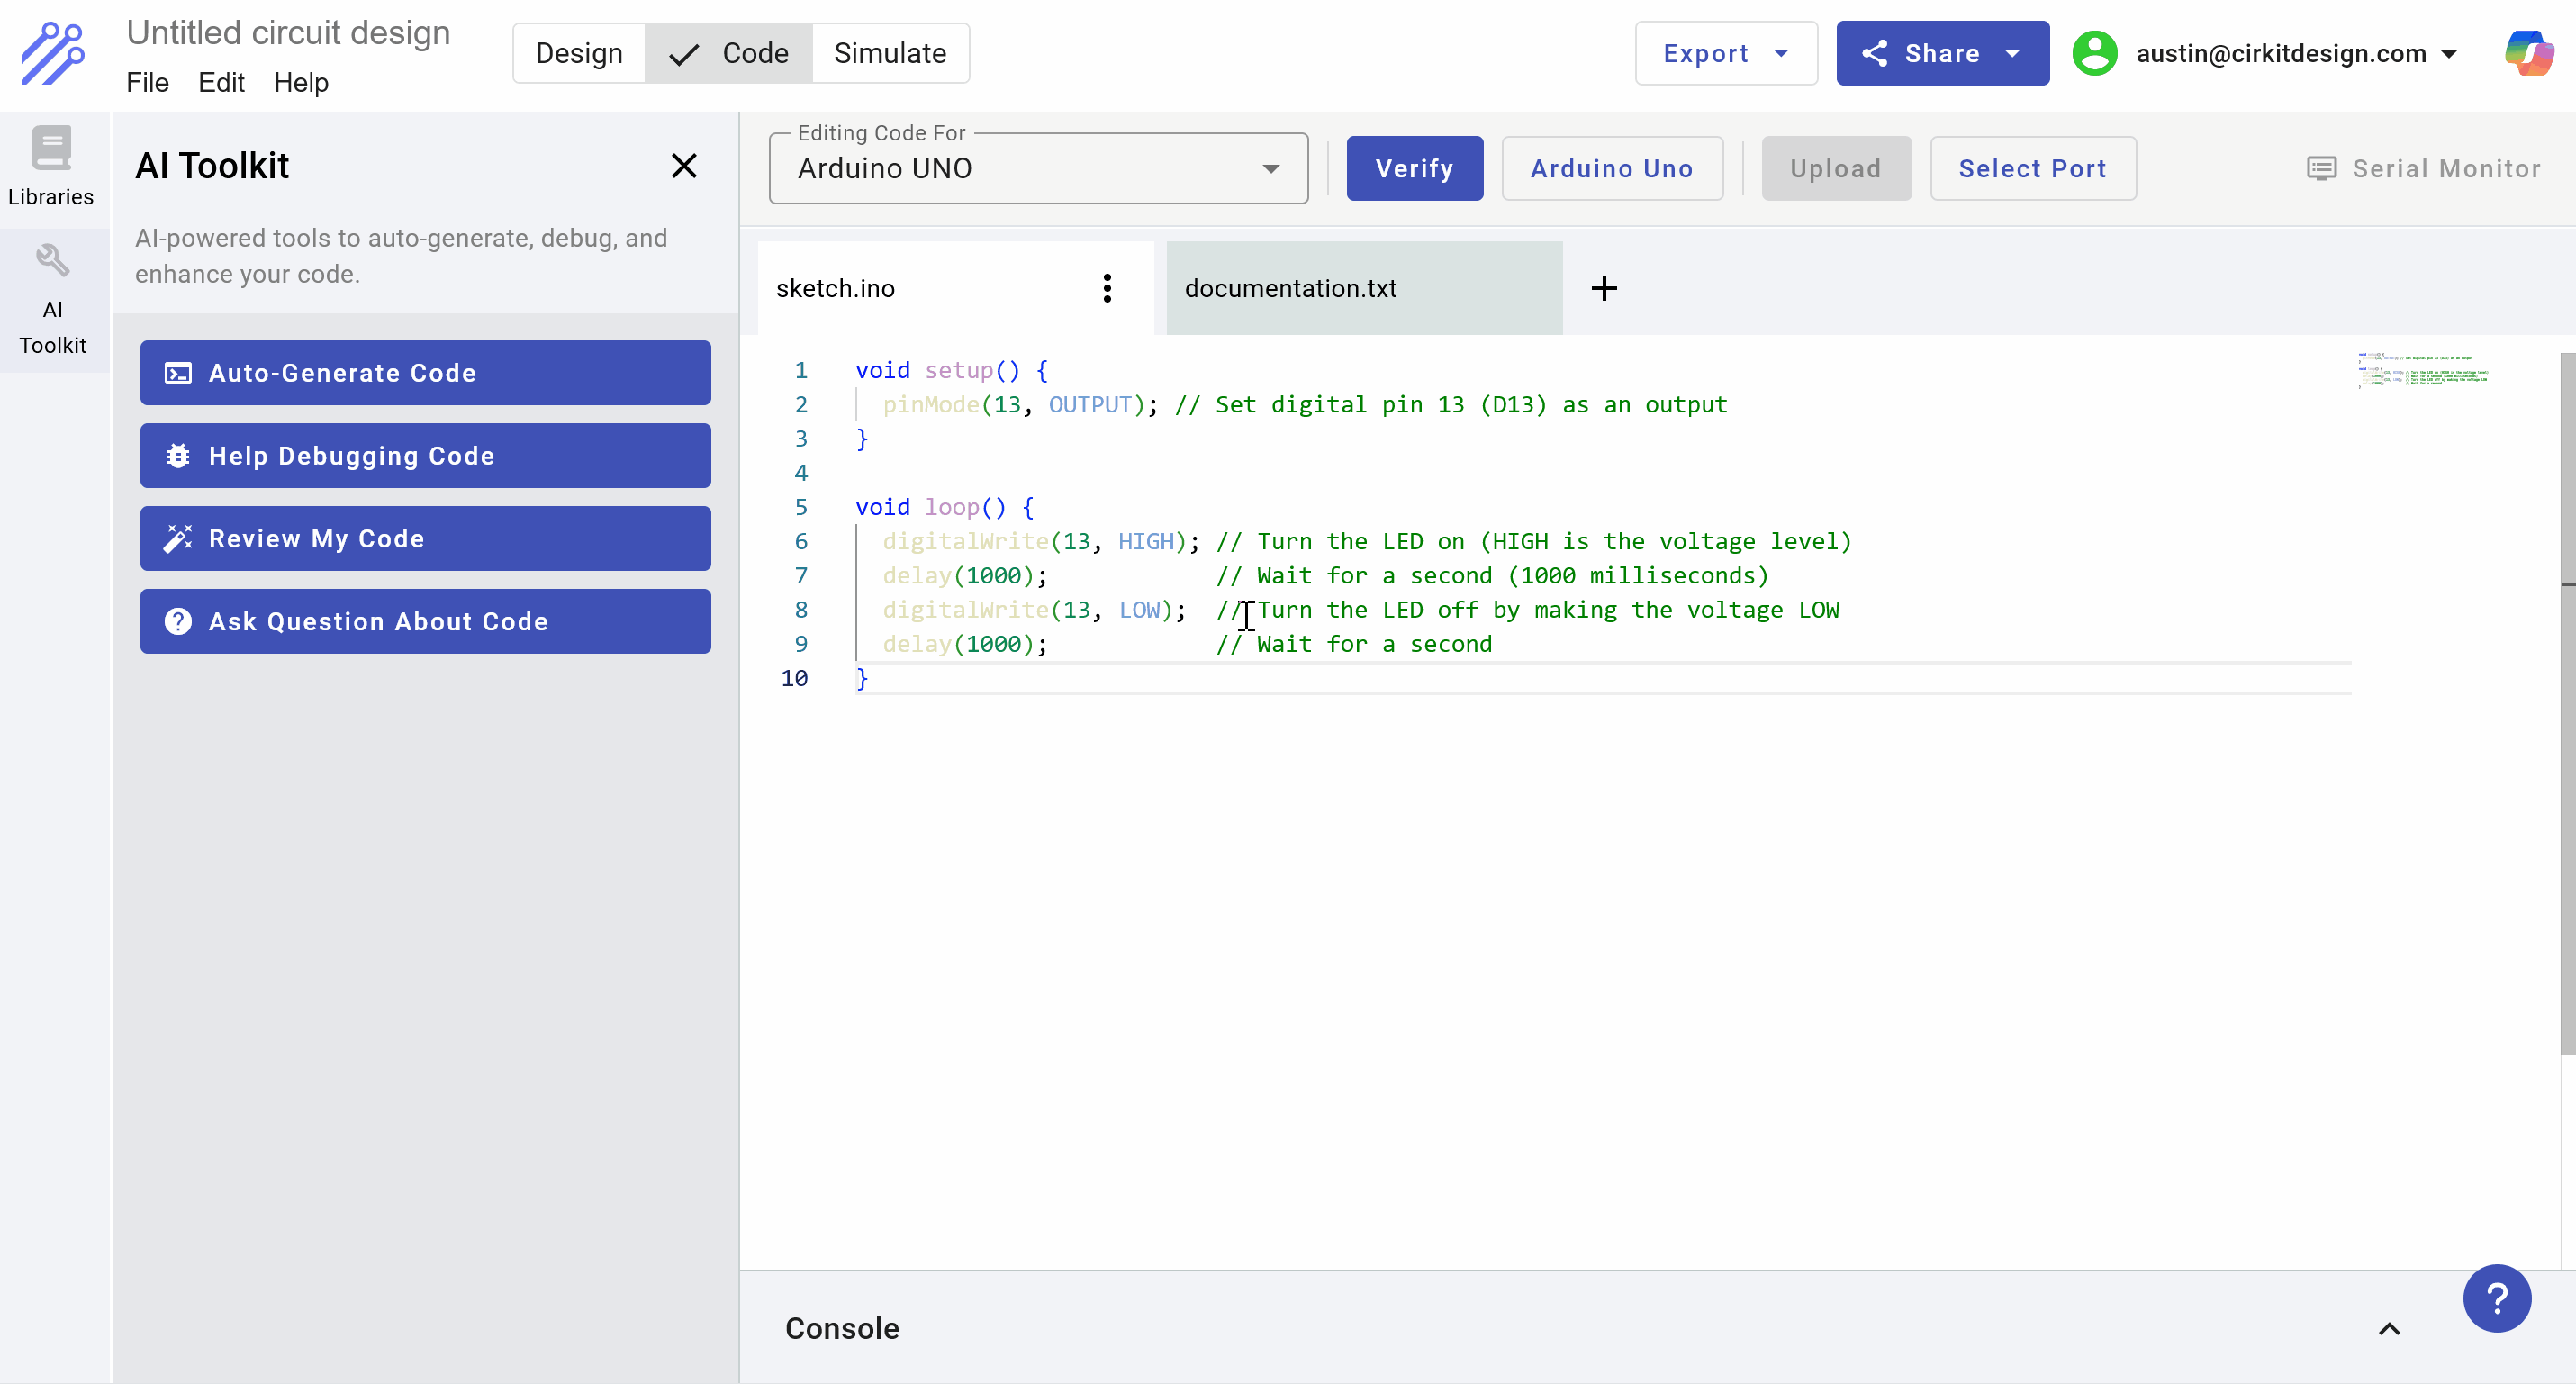 Untitled circuit design
File Edit Help
Design Code Simulate
Export
Share
austin@cirkitdesign.com
Libraries
AI
Toolkit
AI Toolkit
AI-powered tools to auto-generate, debug, and
enhance your code.
Auto-Generate Code
Help Debugging Code
Review My Code
Ask Question About Code
Editing Code For
Arduino UNO
Verify
Arduino Uno
Upload
Select Port
Serial Monitor
sketch.ino
documentation.txt
+
1 void setup() {
2 pinMode(13, OUTPUT); // Set digital pin 13 (D13) as an output
3 }
4
5 void loop() {
6 digitalWrite(13, HIGH); // Turn the LED on (HIGH is the voltage level)
7 delay(1000); // Wait for a second (1000 milliseconds)
8 digitalWrite(13, LOW); // Turn the LED off by making the voltage LOW
9 delay(1000); // Wait for a second
10 }
Console
?